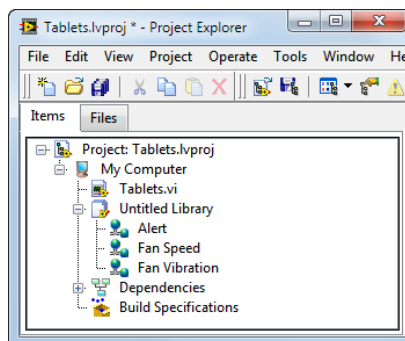 Tablets.lvproj * - Project Explorer
File Edit View Project Operate Tools Window He
Items Files
Project: Tablets.lvproj
My Computer
Tablets.vi
Untitled Library
Alert
Fan Speed
Fan Vibration
Dependencies
Build Specifications